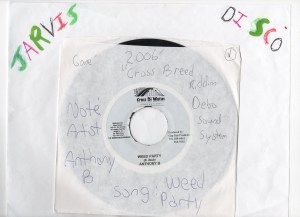 JARVIS
DISCO
Gone
2006
"Cross Breed
Riddim
Note
Artist
Anthony
B
Debo
Sound
System
Cross Di Water
WEED PARTY
ANTHONY B
Song Weed
Party